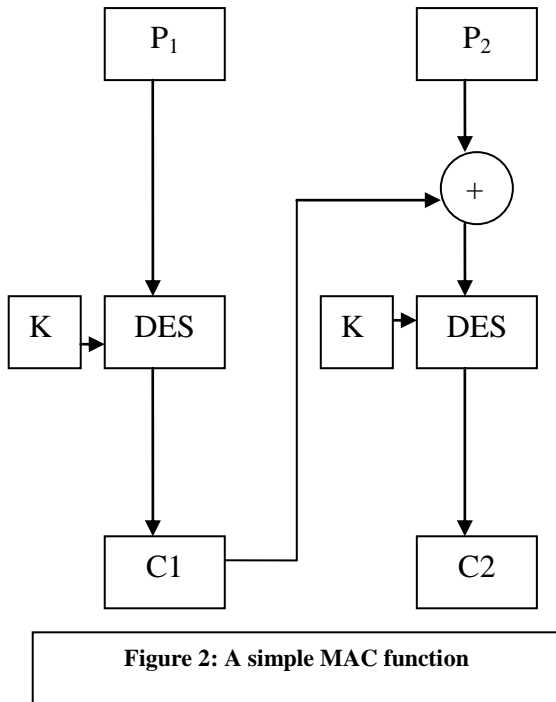 P₁ P₂
+
K DES K DES
C1 C2
Figure 2: A simple MAC function